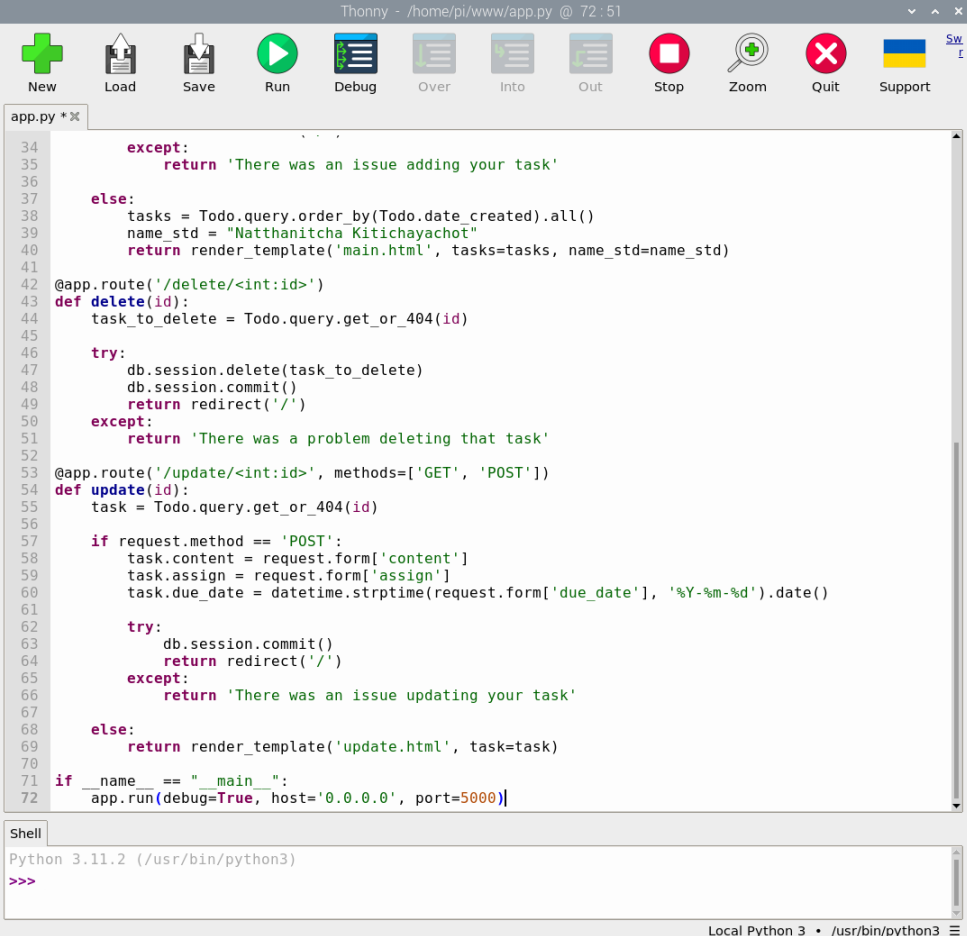 Thonny - /home/pi/www/app.py @ 72 : 51
New Load Save Run Debug Over Into Out Stop Zoom Quit Support
Sw
r
app.py *
34         except:
35             return 'There was an issue adding your task'
36
37     else:
38         tasks = Todo.query.order_by(Todo.date_created).all()
39         name_std = "Natthanitcha Kitichayachot"
40         return render_template('main.html', tasks=tasks, name_std=name_std)
41
42 @app.route('/delete/<int:id>')
43 def delete(id):
44     task_to_delete = Todo.query.get_or_404(id)
45
46     try:
47         db.session.delete(task_to_delete)
48         db.session.commit()
49         return redirect('/')
50     except:
51         return 'There was a problem deleting that task'
52
53 @app.route('/update/<int:id>', methods=['GET', 'POST'])
54 def update(id):
55     task = Todo.query.get_or_404(id)
56
57     if request.method == 'POST':
58         task.content = request.form['content']
59         task.assign = request.form['assign']
60         task.due_date = datetime.strptime(request.form['due_date'], '%Y-%m-%d').date()
61
62         try:
63             db.session.commit()
64             return redirect('/')
65         except:
66             return 'There was an issue updating your task'
67
68     else:
69         return render_template('update.html', task=task)
70
71 if __name__ == "__main__":
72     app.run(debug=True, host='0.0.0.0', port=5000)
Shell
Python 3.11.2 (/usr/bin/python3)
>>>
Local Python 3 • /usr/bin/python3 ☰